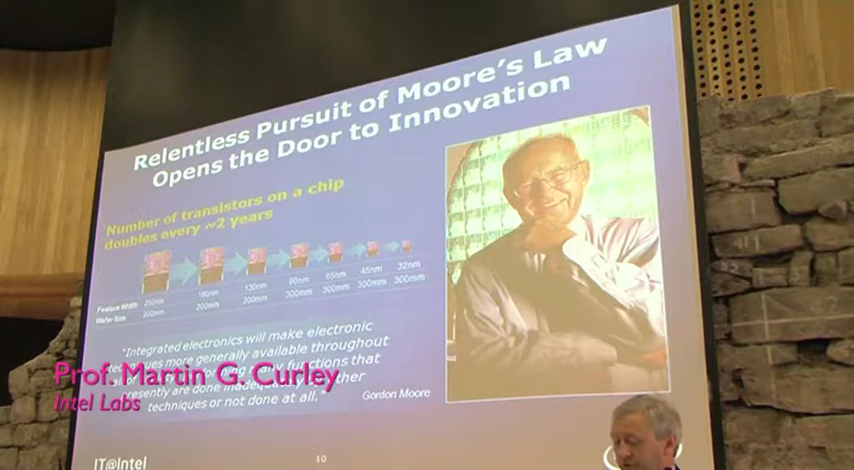 Relentless Pursuit of Moore's Law
Opens the Door to Innovation
Number of transistors on a chip
doubles every ~2 years
Feature Width 250nm 180nm 130nm 90nm 65nm 45nm 32nm
Wafer Size 200mm 200mm 200mm 300mm 300mm 300mm 300mm
"Integrated electronics will make electronic
more generally available throughout
functions that
presently are done
techniques or not done at all."
Gordon Moore
Prof. Martin G. Curley
Intel Labs
IT@Intel
10